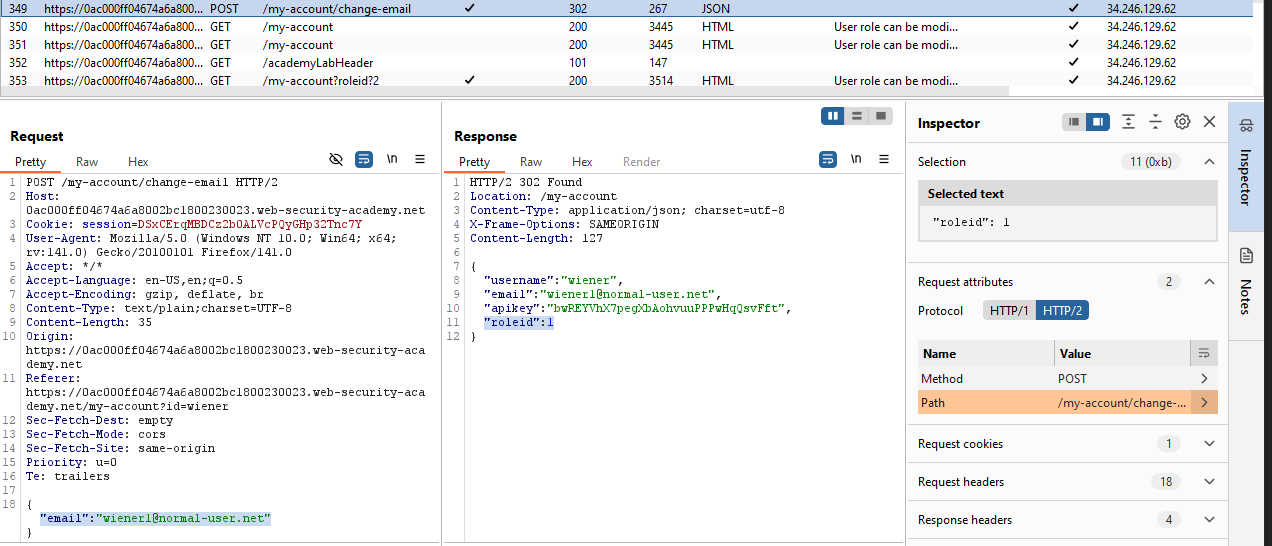 349 https://0ac000ff04674a6a800... POST /my-account/change-email ✓ 302 267 JSON ✓ 34.246.129.62
350 https://0ac000ff04674a6a800... GET /my-account 200 3445 HTML User role can be modi... ✓ 34.246.129.62
351 https://0ac000ff04674a6a800... GET /my-account 200 3445 HTML User role can be modi... ✓ 34.246.129.62
352 https://0ac000ff04674a6a800... GET /academyLabHeader 101 147 ✓ 34.246.129.62
353 https://0ac000ff04674a6a800... GET /my-account?roleid?2 ✓ 200 3514 HTML User role can be modi... ✓ 34.246.129.62
Request
Pretty Raw Hex \n
1 POST /my-account/change-email HTTP/2
2 Host:
0ac000ff04674a6a8002bc1800230023.web-security-academy.net
3 Cookie: session=DSxCErqMBDCz2b0ALVcPQyGHp32Tnc7Y
4 User-Agent: Mozilla/5.0 (Windows NT 10.0; Win64; x64;
rv:141.0) Gecko/20100101 Firefox/141.0
5 Accept: */*
6 Accept-Language: en-US,en;q=0.5
7 Accept-Encoding: gzip, deflate, br
8 Content-Type: text/plain;charset=UTF-8
9 Content-Length: 35
10 Origin:
https://0ac000ff04674a6a8002bc1800230023.web-security-aca
demy.net
11 Referer:
https://0ac000ff04674a6a8002bc1800230023.web-security-aca
demy.net/my-account?id=wiener
12 Sec-Fetch-Dest: empty
13 Sec-Fetch-Mode: cors
14 Sec-Fetch-Site: same-origin
15 Priority: u=0
16 Te: trailers
17
18 {
"email":"wiener1@normal-user.net"
}
Response
Pretty Raw Hex Render \n
1 HTTP/2 302 Found
2 Location: /my-account
3 Content-Type: application/json; charset=utf-8
4 X-Frame-Options: SAMEORIGIN
5 Content-Length: 127
6
7 {
8 "username":"wiener",
9 "email":"wiener1@normal-user.net",
10 "apikey":"bwREYVhX7pegXbAohvuuPPPwHqQsvFft",
11 "roleid":1
12 }
Inspector
Selection 11 (0xb)
Selected text
"roleid": 1
Request attributes 2
Protocol HTTP/1 HTTP/2
Name Value
Method POST
Path /my-account/change-...
Request cookies 1
Request headers 18
Response headers 4
Inspector
Notes